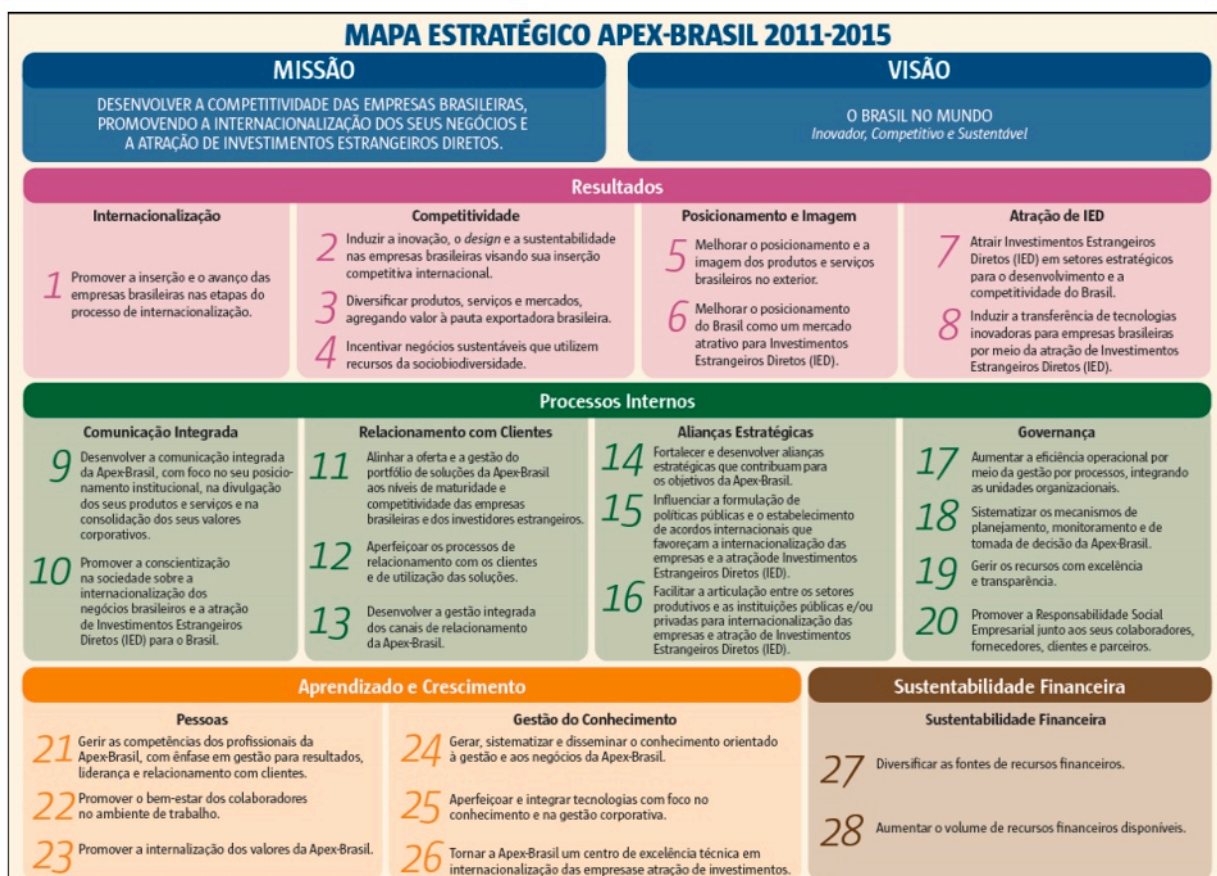 MAPA ESTRATÉGICO APEX-BRASIL 2011-2015
MISSÃO
DESENVOLVER A COMPETITIVIDADE DAS EMPRESAS BRASILEIRAS,
PROMOVENDO A INTERNACIONALIZAÇÃO DOS SEUS NEGÓCIOS E
A ATRAÇÃO DE INVESTIMENTOS ESTRANGEIROS DIRETOS.
VISÃO
O BRASIL NO MUNDO
Inovador, Competitivo e Sustentável
Resultados
Internacionalização
1 Promover a inserção e o avanço das
empresas brasileiras nas etapas do
processo de internacionalização.
Competitividade
2 Induzir a inovação, o design e a sustentabilidade
nas empresas brasileiras visando sua inserção
competitiva internacional.
3 Diversificar produtos, serviços e mercados,
agregando valor à pauta exportadora brasileira.
4 Incentivar negócios sustentáveis que utilizem
recursos da sociobiodiversidade.
Posicionamento e Imagem
5 Melhorar o posicionamento e a
imagem dos produtos e serviços
brasileiros no exterior.
6 Melhorar o posicionamento
do Brasil como um mercado
atrativo para Investimentos
Estrangeiros Diretos (IED).
Atração de IED
7 Atrair Investimentos Estrangeiros
Diretos (IED) em setores estratégicos
para o desenvolvimento e a
competitividade do Brasil.
8 Induzir a transferência de tecnologias
inovadoras para empresas brasileiras
por meio da atração de Investimentos
Estrangeiros Diretos (IED).
Processos Internos
Comunicação Integrada
9 Desenvolver a comunicação integrada
da Apex-Brasil, com foco no seu posicio-
namento institucional, na divulgação
dos seus produtos e serviços e na
consolidação dos seus valores
corporativos.
10 Promover a conscientização
na sociedade sobre a
internacionalização dos
negócios brasileiros e a atração
de Investimentos Estrangeiros
Diretos (IED) para o Brasil.
Relacionamento com Clientes
11 Alinhar a oferta e a gestão do
portfólio de soluções da Apex-Brasil
aos níveis de maturidade e
competitividade das empresas
brasileiras e dos investidores estrangeiros.
12 Aperfeiçoar os processos de
relacionamento com os clientes
e de utilização das soluções.
13 Desenvolver a gestão integrada
dos canais de relacionamento
da Apex-Brasil.
Alianças Estratégicas
14 Fortalecer e desenvolver alianças
estratégicas que contribuam para
os objetivos da Apex-Brasil.
15 Influenciar a formulação de
políticas públicas e o estabelecimento
de acordos internacionais que
favoreçam a internacionalização das
empresas e a atraçãode Investimentos
Estrangeiros Diretos (IED).
16 Facilitar a articulação entre os setores
produtivos e as instituições públicas e/ou
privadas para internacionalização das
empresas e atração de Investimentos
Estrangeiros Diretos (IED).
Governança
17 Aumentar a eficiência operacional por
meio da gestão por processos, integrando
as unidades organizacionais.
18 Sistematizar os mecanismos de
planejamento, monitoramento e de
tomada de decisão da Apex-Brasil.
19 Gerir os recursos com excelência
e transparência.
20 Promover a Responsabilidade Social
Empresarial junto aos seus colaboradores,
fornecedores, clientes e parceiros.
Aprendizado e Crescimento
Pessoas
21 Gerir as competências dos profissionais da
Apex-Brasil, com ênfase em gestão para resultados,
liderança e relacionamento com clientes.
22 Promover o bem-estar dos colaboradores
no ambiente de trabalho.
23 Promover a internalização dos valores da Apex-Brasil.
Gestão do Conhecimento
24 Gerar, sistematizar e disseminar o conhecimento orientado
à gestão e aos negócios da Apex-Brasil.
25 Aperfeiçoar e integrar tecnologias com foco no
conhecimento e na gestão corporativa.
26 Tornar a Apex-Brasil um centro de excelência técnica em
internacionalização das empresase atração de investimentos.
Sustentabilidade Financeira
Sustentabilidade Financeira
27 Diversificar as fontes de recursos financeiros.
28 Aumentar o volume de recursos financeiros disponíveis.